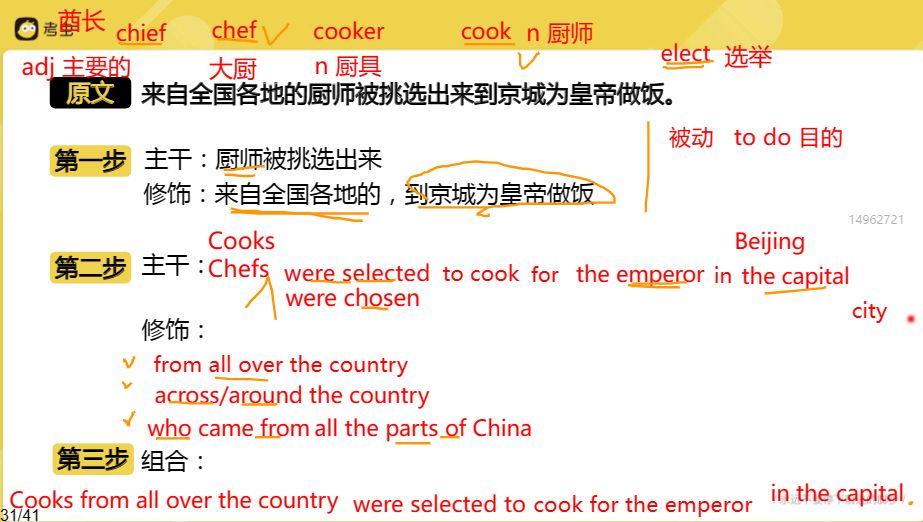 考虫 酋长 chief chef cooker cook n 厨师
elect 选举
adj 主要的 大厨 n 厨具
原文 来自全国各地的厨师被挑选出来到京城为皇帝做饭。
被动 to do 目的
第一步 主干：厨师被挑选出来
修饰：来自全国各地的，到京城为皇帝做饭
14962721
Cooks Beijing
第二步 主干：Chefs were selected to cook for the emperor in the capital
were chosen
city
修饰：
from all over the country
across/around the country
who came from all the parts of China
第三步 组合：
Cooks from all over the country were selected to cook for the emperor in the capital.
31/41